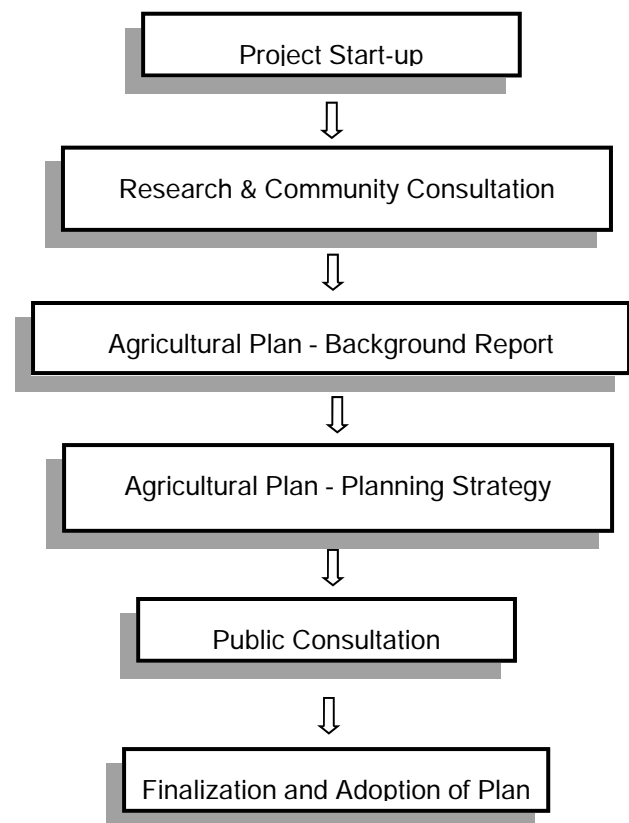 Project Start-up
Research & Community Consultation
Agricultural Plan - Background Report
Agricultural Plan - Planning Strategy
Public Consultation
Finalization and Adoption of Plan